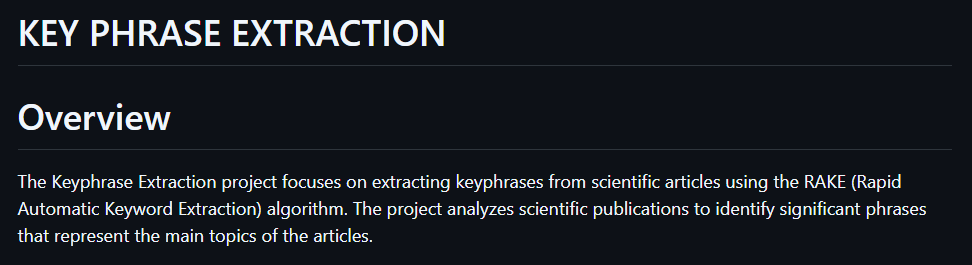 KEY PHRASE EXTRACTION
Overview
The Keyphrase Extraction project focuses on extracting keyphrases from scientific articles using the RAKE (Rapid
Automatic Keyword Extraction) algorithm. The project analyzes scientific publications to identify significant phrases
that represent the main topics of the articles.